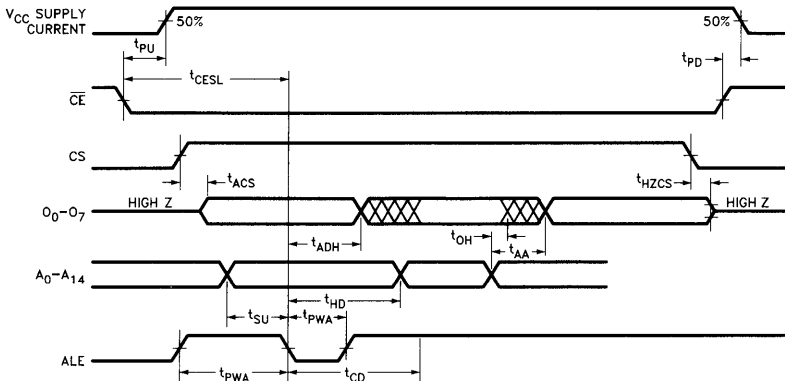 VCC SUPPLY
CURRENT
50%
50%
tPU
tPD
tCESL
CE
CS
tACS
tHZCS
O0–O7
HIGH Z
HIGH Z
tADH
tOH
tAA
A0–A14
tHD
tSU
tPWA
ALE
tPWA
tCD